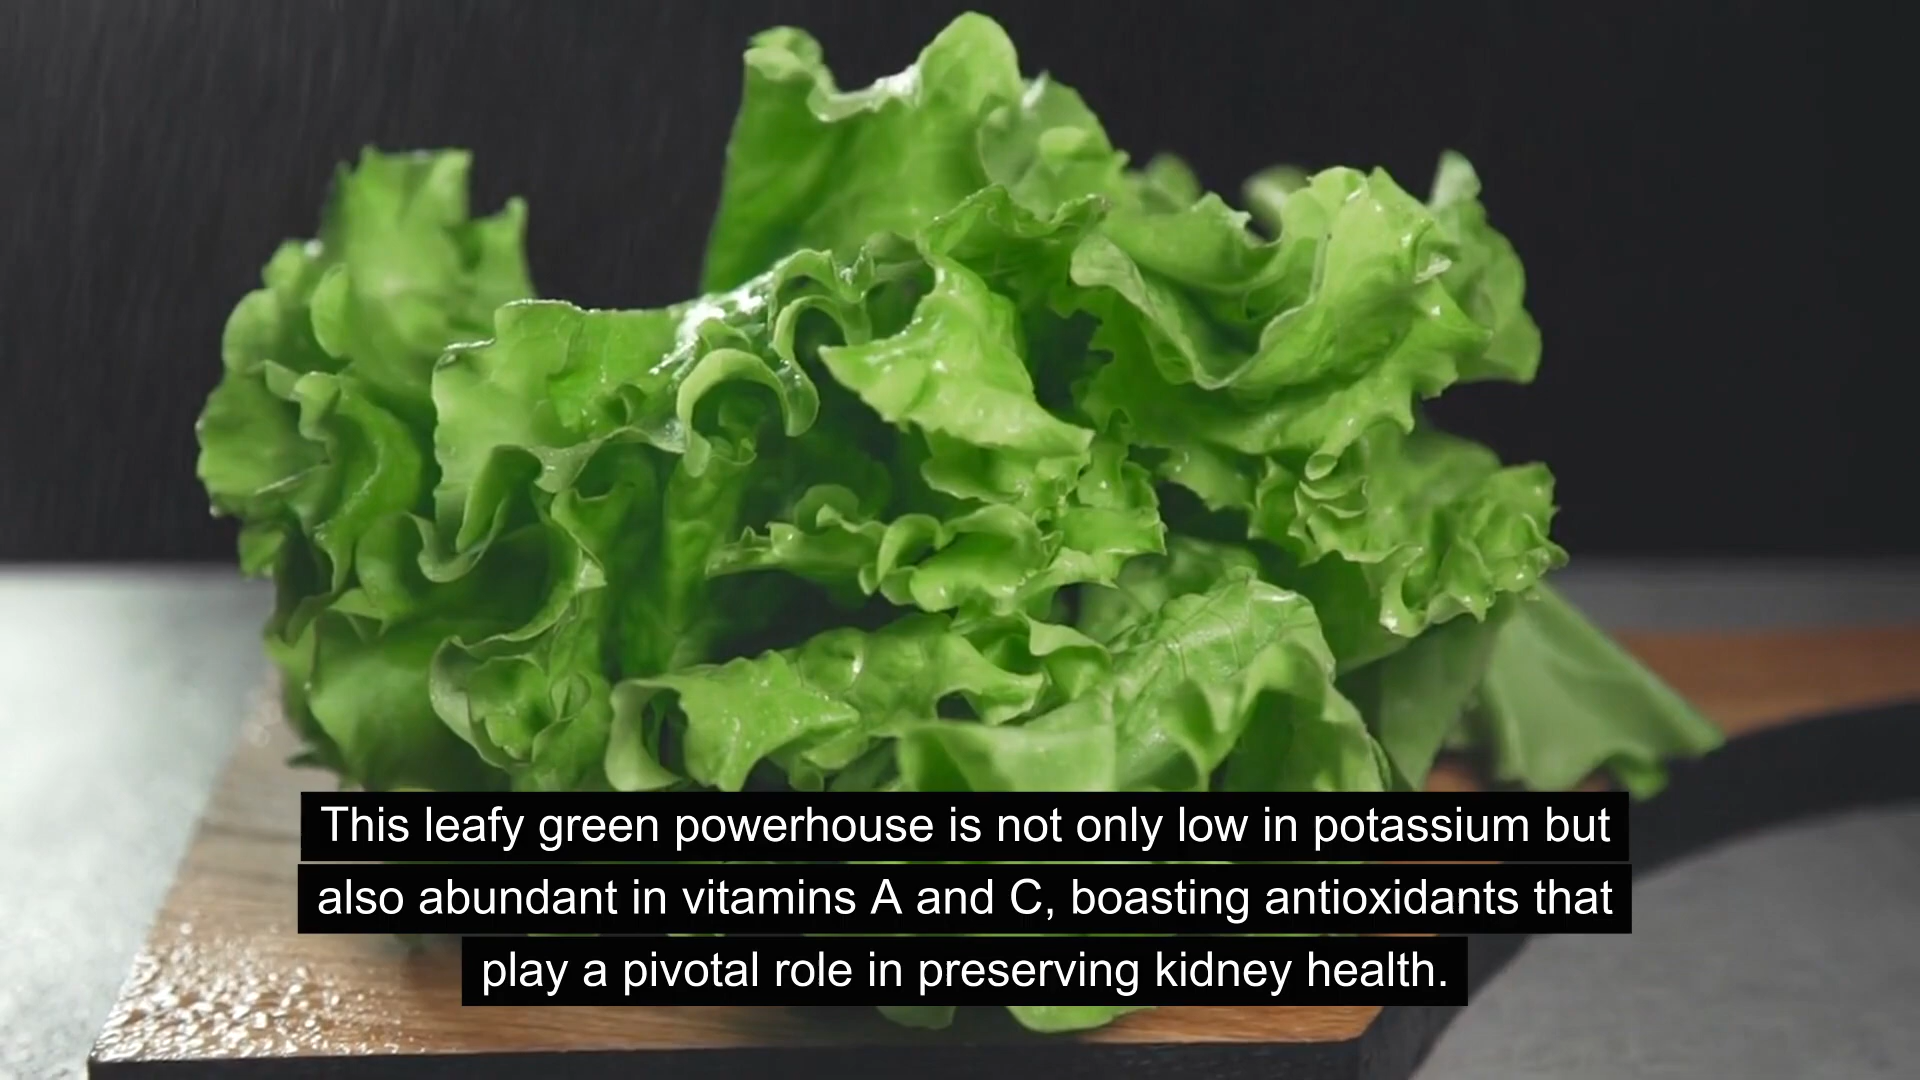 This leafy green powerhouse is not only low in potassium but
also abundant in vitamins A and C, boasting antioxidants that
play a pivotal role in preserving kidney health.